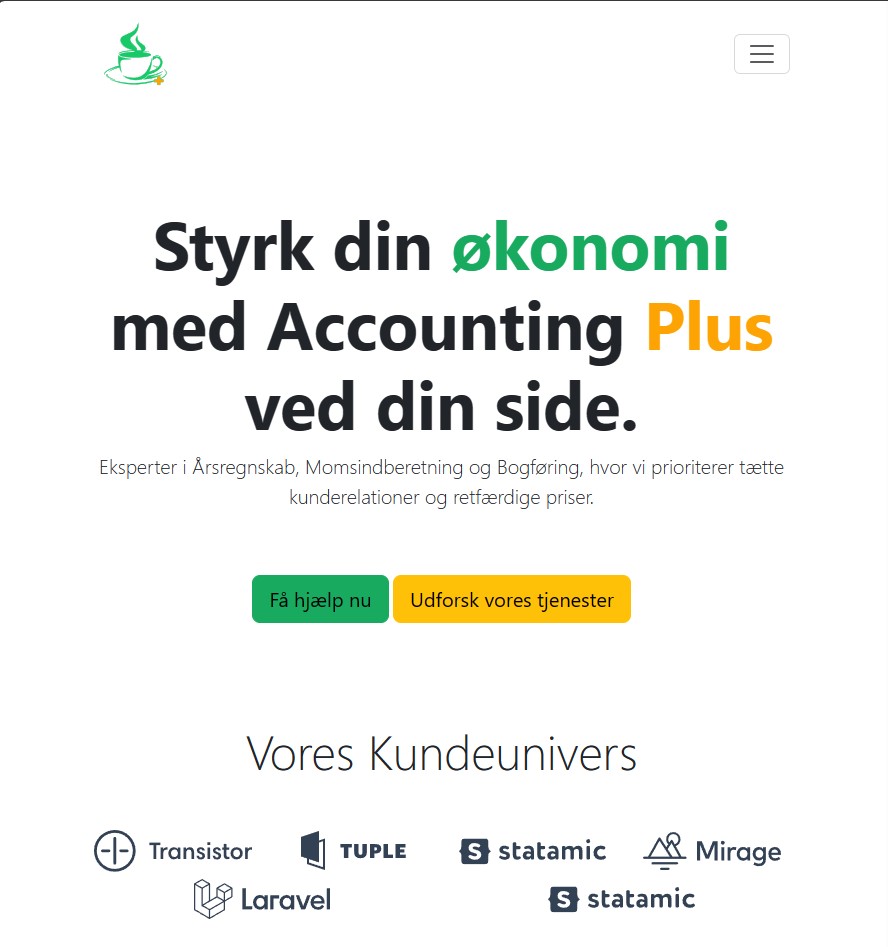 Styrk din økonomi
med Accounting Plus
ved din side.
Eksperter i Årsregnskab, Momsindberetning og Bogføring, hvor vi prioriterer tætte
kunderelationer og retfærdige priser.
Få hjælp nu
Udforsk vores tjenester
Vores Kundeunivers
Transistor
TUPLE
statamic
Mirage
Laravel
statamic